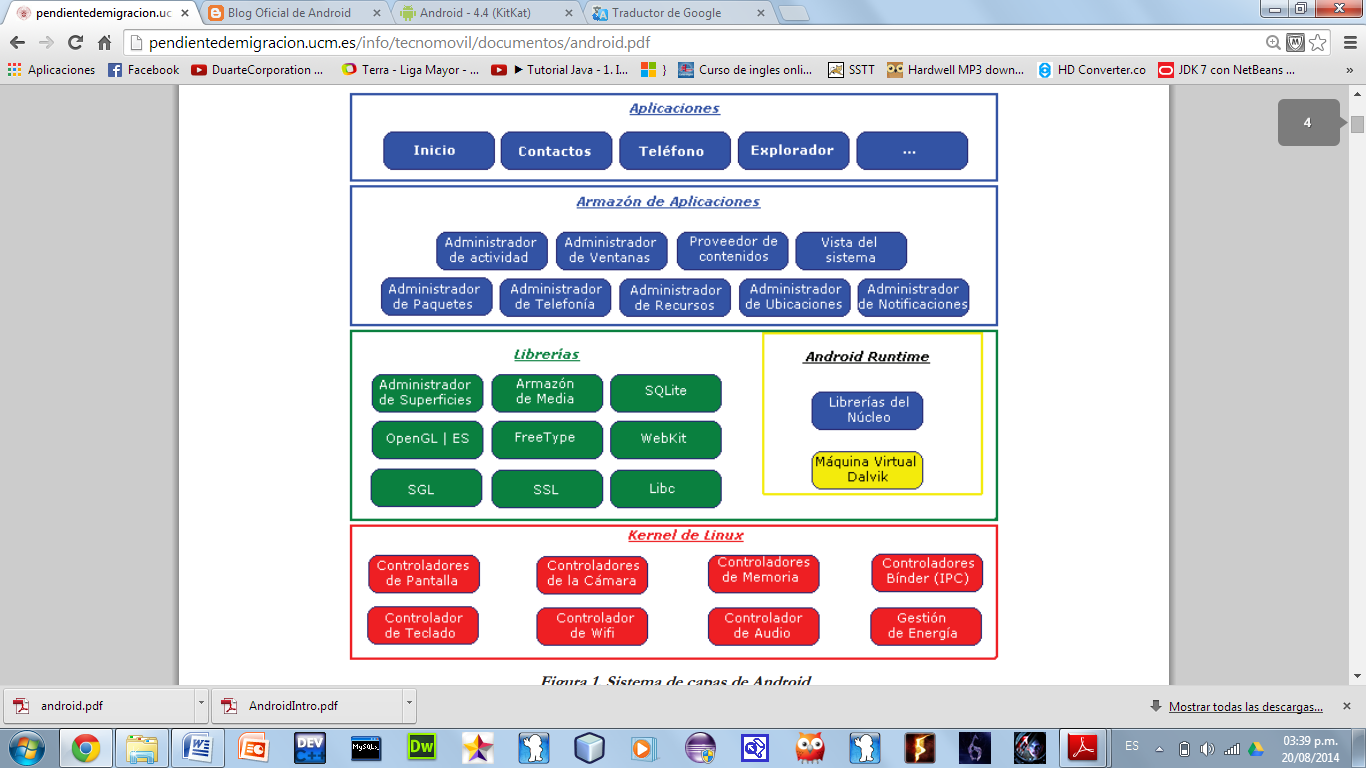 pendientedemigracion.uc
Blog Oficial de Android
Android - 4.4 (KitKat)
Traductor de Google
pendientedemigracion.ucm.es/info/tecnomovil/documentos/android.pdf
Aplicaciones
Facebook
DuarteCorporation ...
Terra - Liga Mayor - ...
► Tutorial Java - 1. I...
}
Curso de ingles onli...
SSTT
Hardwell MP3 down...
HD Converter.co
JDK 7 con NetBeans ...
»
4
Aplicaciones
Inicio
Contactos
Teléfono
Explorador
...
Armazón de Aplicaciones
Administrador
de actividad
Administrador
de Ventanas
Proveedor de
contenidos
Vista del
sistema
Administrador
de Paquetes
Administrador
de Telefonía
Administrador
de Recursos
Administrador
de Ubicaciones
Administrador
de Notificaciones
Librerías
Administrador
de Superficies
Armazón
de Media
SQLite
OpenGL | ES
FreeType
WebKit
SGL
SSL
Libc
Android Runtime
Librerías del
Núcleo
Máquina Virtual
Dalvik
Kernel de Linux
Controladores
de Pantalla
Controladores
de la Cámara
Controladores
de Memoria
Controladores
Bínder (IPC)
Controlador
de Teclado
Controlador
de Wifi
Controlador
de Audio
Gestión
de Energía
Figura 1. Sistema de capas de Android
android.pdf
AndroidIntro.pdf
Mostrar todas las descargas...
DEV
C++
MySQL
Dw
ES
03:39 p.m.
20/08/2014